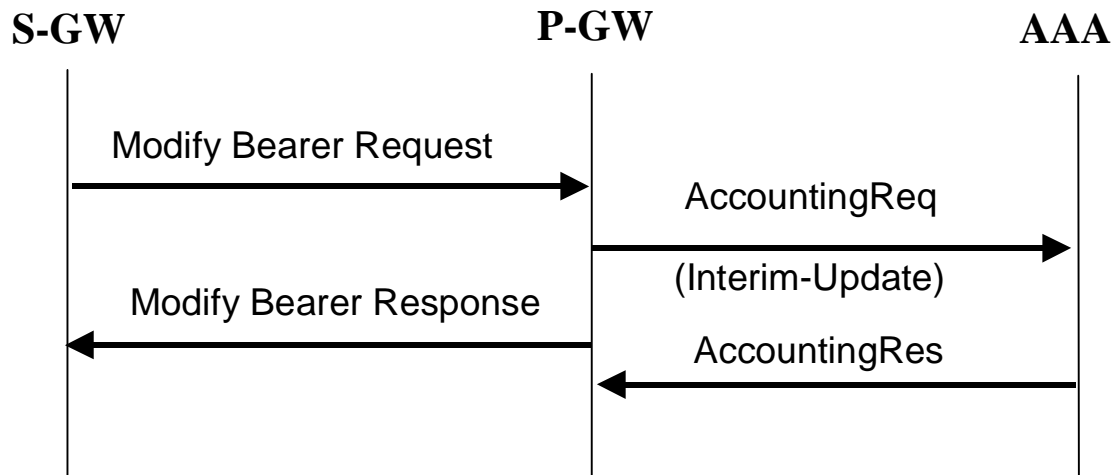 S-GW
P-GW
AAA
Modify Bearer Request
AccountingReq
(Interim-Update)
Modify Bearer Response
AccountingRes